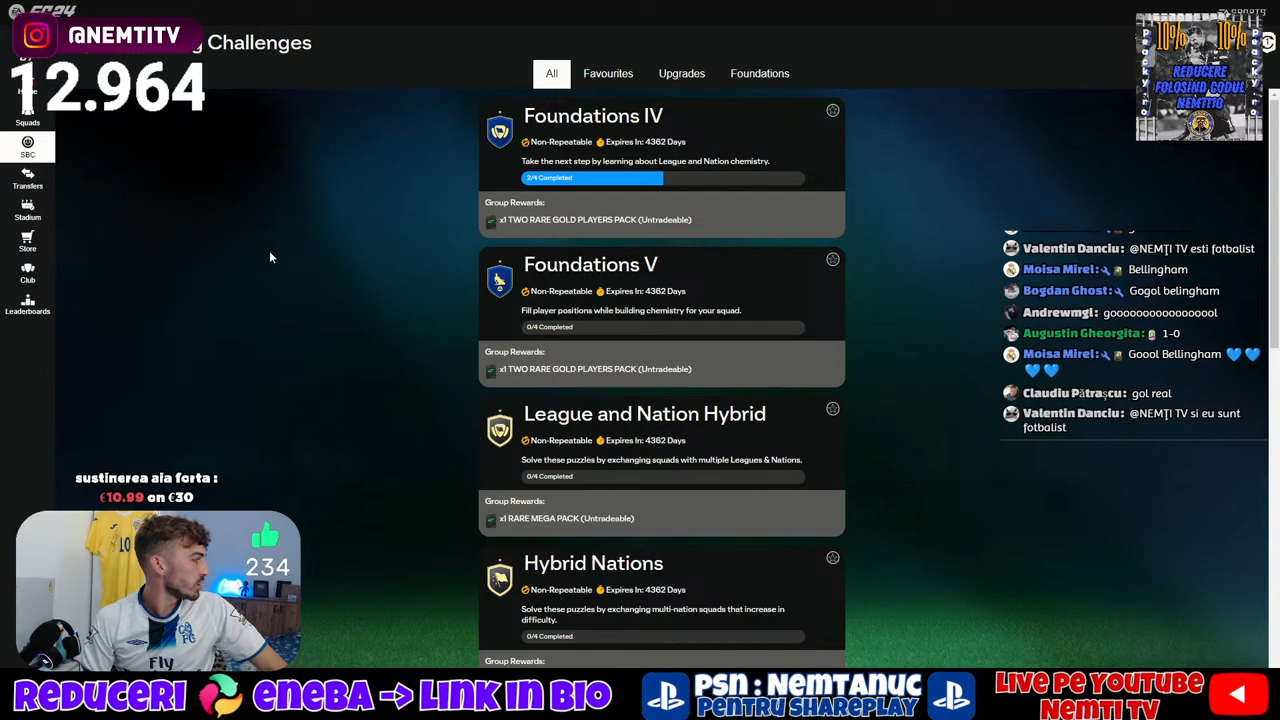 EA FC24
@NEMTITV
Challenges
12.964
All
Favourites
Upgrades
Foundations
10% 10%
REDUCERE
FOLOSIND CODUL
NEMTI10
Squads
SBC
Transfers
Stadium
Store
Club
Leaderboards
Foundations IV
Non-Repeatable Expires In: 4362 Days
Take the next step by learning about League and Nation chemistry.
2/4 Completed
Group Rewards:
x1 TWO RARE GOLD PLAYERS PACK (Untradeable)
Foundations V
Non-Repeatable Expires In: 4362 Days
Fill player positions while building chemistry for your squad.
0/4 Completed
Group Rewards:
x1 TWO RARE GOLD PLAYERS PACK (Untradeable)
League and Nation Hybrid
Non-Repeatable Expires In: 4362 Days
Solve these puzzles by exchanging squads with multiple Leagues & Nations.
0/4 Completed
Group Rewards:
x1 RARE MEGA PACK (Untradeable)
Hybrid Nations
Non-Repeatable Expires In: 4362 Days
Solve these puzzles by exchanging multi-nation squads that increase in
difficulty.
0/4 Completed
Group Rewards:
Valentin Danciu: @NEMȚI TV esti fotbalist
Moisa Mirel: Bellingham
Bogdan Ghost: Gogol belingham
Andrewmgl: goooooooooooooool
Augustin Gheorgita: 1-0
Moisa Mirel: Goool Bellingham 💙 💙
💙 💙
Claudiu Pătrașcu: gol real
Valentin Danciu: @NEMȚI TV si eu sunt
fotbalist
sustinerea aia forta :
€10.99 on €30
234
Fly
REDUCERI ENEBA -> LINK IN BIO
PSN : NEMTANUC
PENTRU SHAREPLAY
LIVE PE YOUTUBE
NEMTI TV